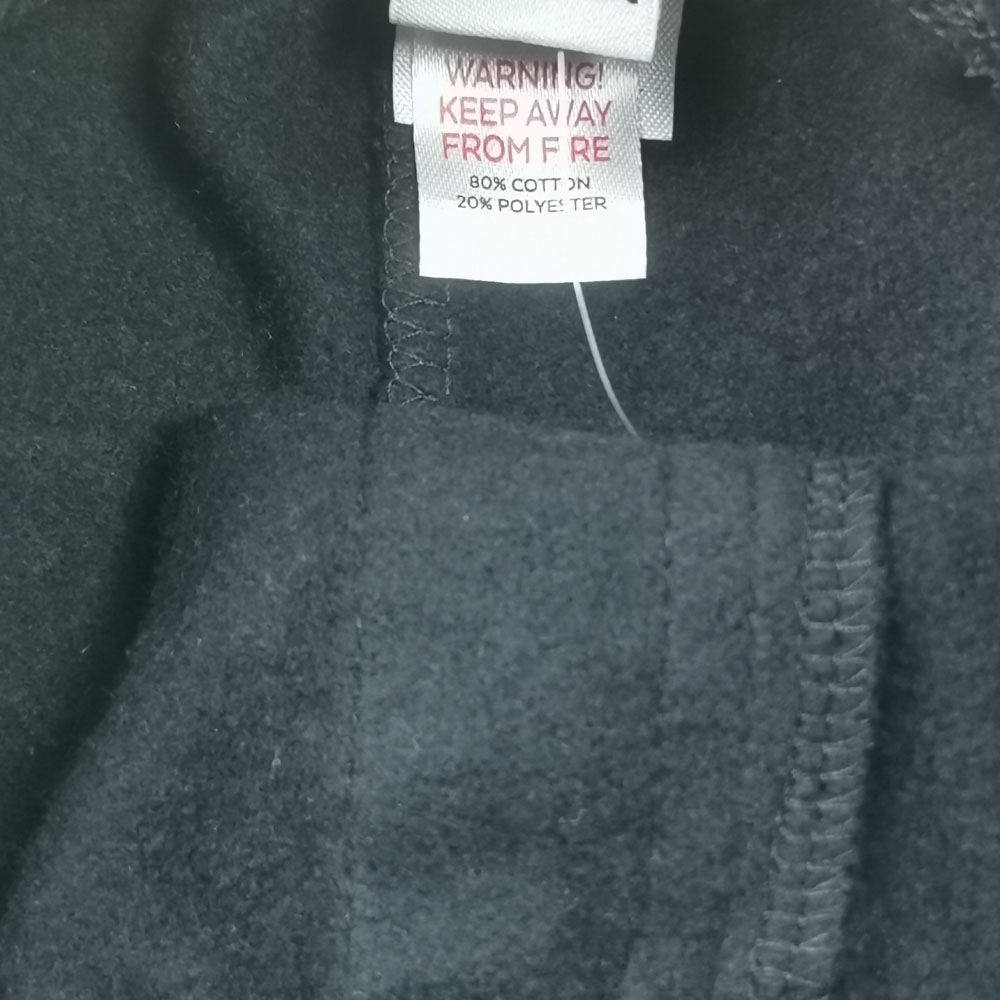 WARNING!
KEEP AWAY
FROM FIRE
80% COTTON
20% POLYESTER